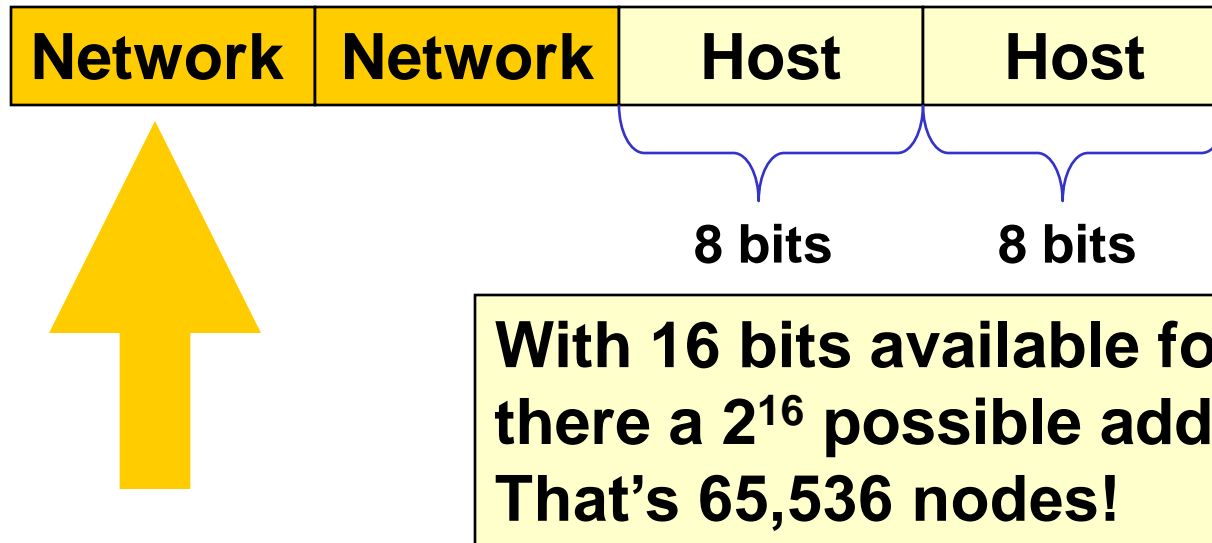 Network Network Host Host
8 bits 8 bits
With 16 bits available fo
there a 2¹⁶ possible add
That's 65,536 nodes!